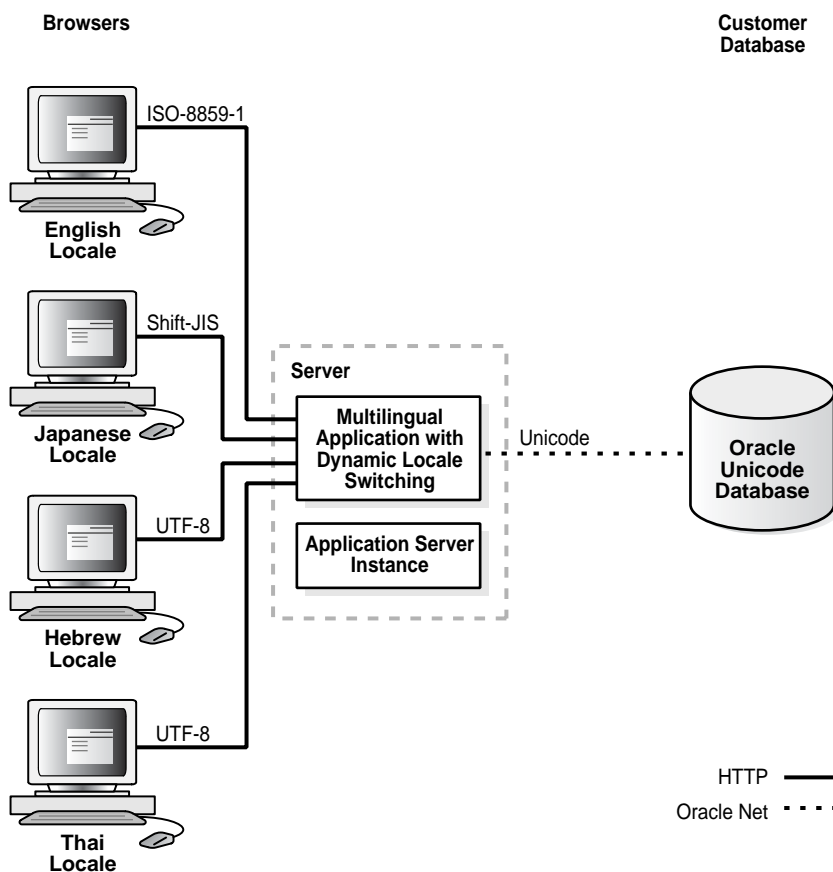 Browsers
Customer
Database
ISO-8859-1
English
Locale
Shift-JIS
Japanese
Locale
UTF-8
Hebrew
Locale
UTF-8
Thai
Locale
Server
Multilingual
Application with
Dynamic Locale
Switching
Application Server
Instance
Unicode
Oracle
Unicode
Database
HTTP
Oracle Net